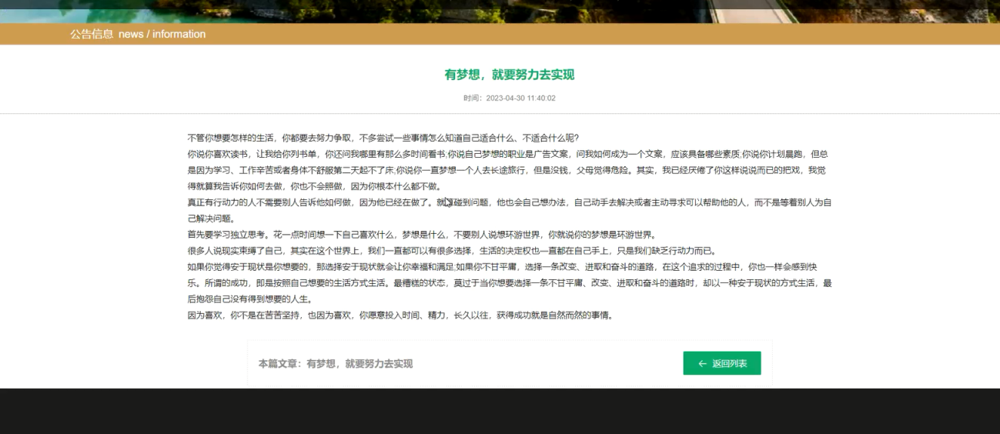 公告信息 news / information
有梦想，就要努力去实现
时间：2023-04-30 11:40:02
不管你想要怎样的生活，你都要去努力争取，不多尝试一些事情怎么知道自己适合什么、不适合什么呢?
你说你喜欢读书，让我给你列书单，你还问我哪里有那么多时间看书;你说自己梦想的职业是广告文案，问我如何成为一个文案，应该具备哪些素质;你说你计划晨跑，但总
是因为学习、工作辛苦或者身体不舒服第二天起不了床;你说你一直梦想一个人去长途旅行，但是没钱，父母觉得危险。其实，我已经厌倦了你这样说说而已的把戏，我觉
得就算我告诉你如何去做，你也不会照做，因为你根本什么都不做。
真正有行动力的人不需要别人告诉他如何做，因为他已经在做了。就算碰到问题，他也会自己想办法，自己动手去解决或者主动寻求可以帮助他的人，而不是等着别人为自
己解决问题。
首先要学习独立思考。花一点时间想一下自己喜欢什么，梦想是什么，不要别人说想环游世界，你就说你的梦想是环游世界。
很多人说现实束缚了自己，其实在这个世界上，我们一直都可以有很多选择，生活的决定权也一直都在自己手上，只是我们缺乏行动力而已。
如果你觉得安于现状是你想要的，那选择安于现状就会让你幸福和满足;如果你不甘平庸，选择一条改变、进取和奋斗的道路，在这个追求的过程中，你也一样会感到快
乐。所谓的成功，即是按照自己想要的生活方式生活。最糟糕的状态，莫过于当你想要选择一条不甘平庸、改变、进取和奋斗的道路时，却以一种安于现状的方式生活，最
后抱怨自己没有得到想要的人生。
因为喜欢，你不是在苦苦坚持，也因为喜欢，你愿意投入时间、精力，长久以往，获得成功就是自然而然的事情。
本篇文章：有梦想，就要努力去实现
← 返回列表